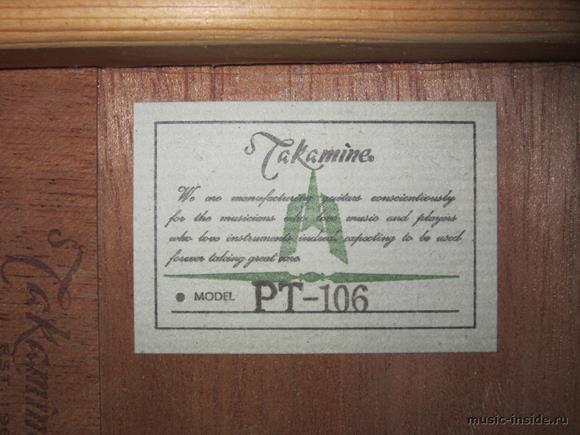 Takamine
We are manufacturing guitars conscientiously
for the musicians who love music and players
who love instruments indeed, expecting to be used
forever taking great care.
MODEL PT-106
Takamine
EST
music-inside.ru